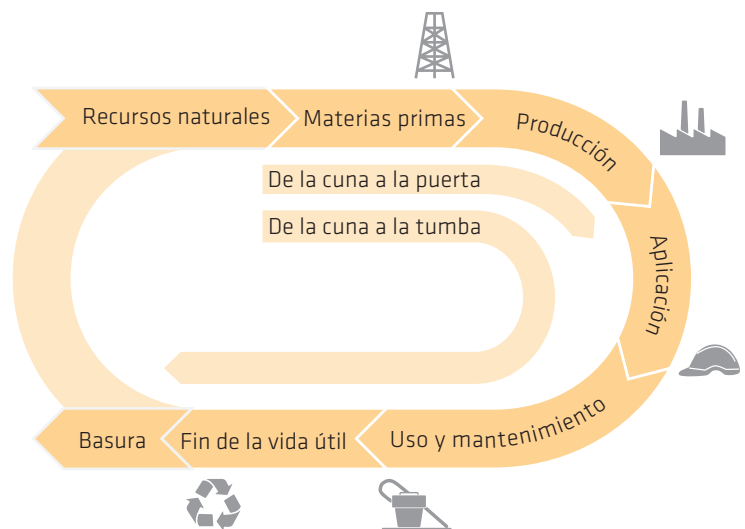 Recursos naturales
Materias primas
Producción
De la cuna a la puerta
De la cuna a la tumba
Aplicación
Uso y mantenimiento
Fin de la vida útil
Basura